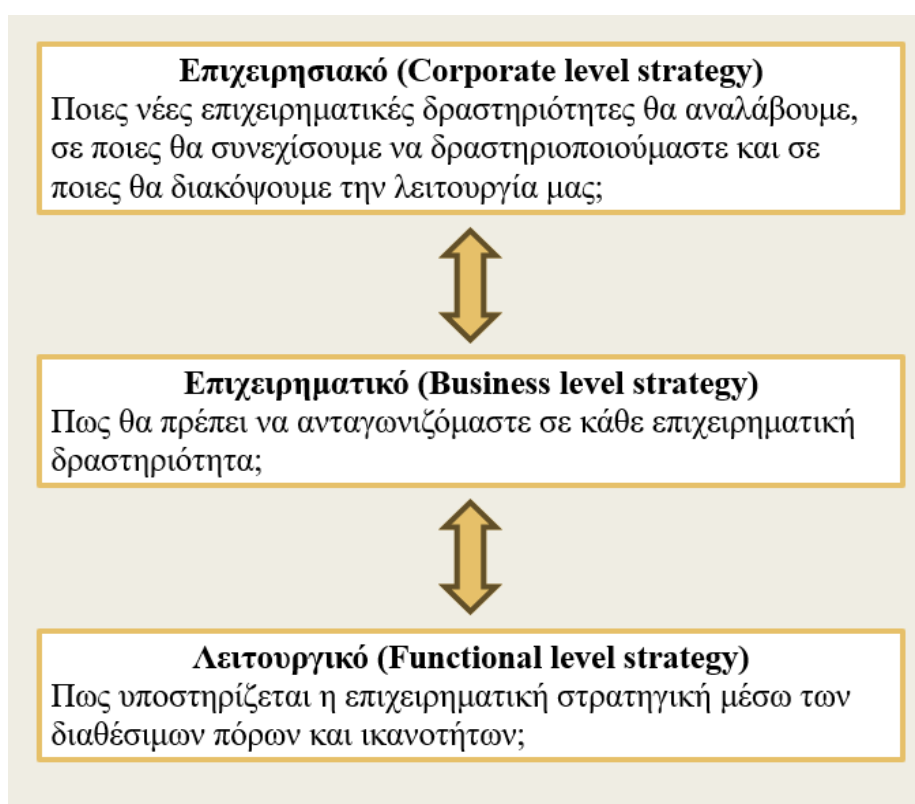 Επιχειρησιακό (Corporate level strategy)
Ποιες νέες επιχειρηματικές δραστηριότητες θα αναλάβουμε,
σε ποιες θα συνεχίσουμε να δραστηριοποιούμαστε και σε
ποιες θα διακόψουμε την λειτουργία μας;
Επιχειρηματικό (Business level strategy)
Πως θα πρέπει να ανταγωνιζόμαστε σε κάθε επιχειρηματική
δραστηριότητα;
Λειτουργικό (Functional level strategy)
Πως υποστηρίζεται η επιχειρηματική στρατηγική μέσω των
διαθέσιμων πόρων και ικανοτήτων;